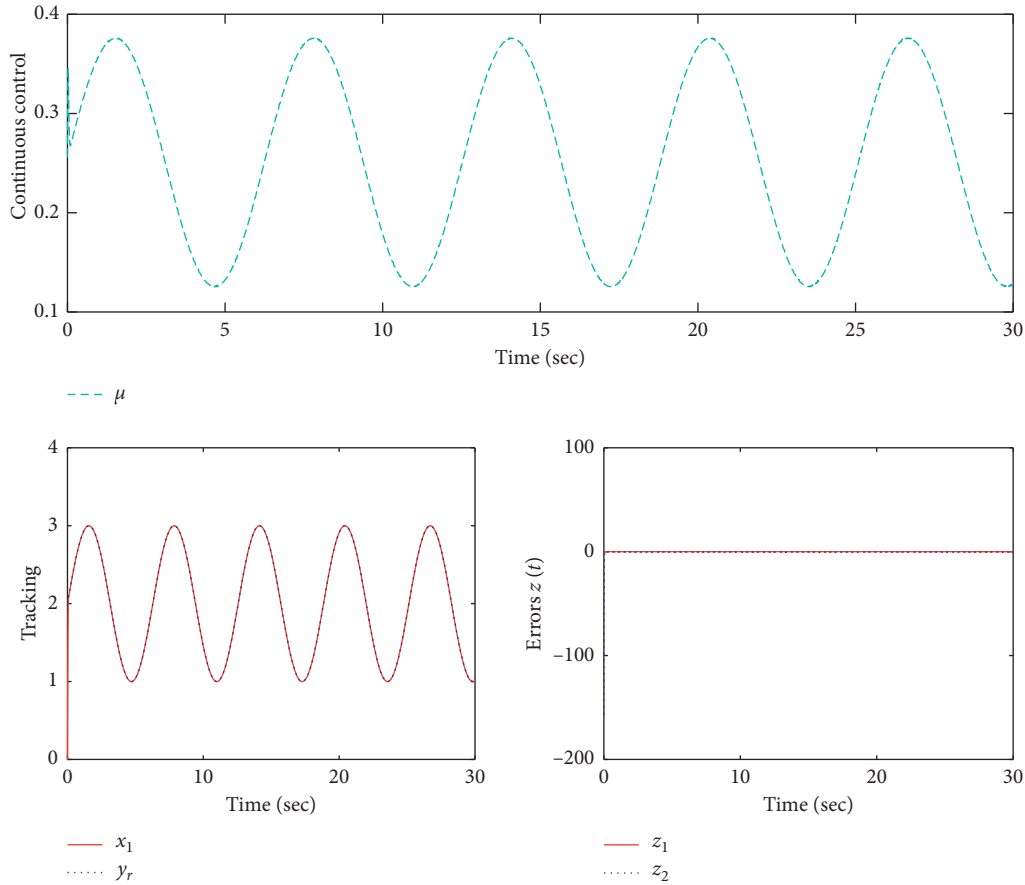 0.4
0.3
0.2
0.1
Continuous control
0 5 10 15 20 25 30
Time (sec)
μ
4
3
2
1
0
Tracking
0 10 20 30
Time (sec)
x1
yr
100
0
–100
–200
Errors z (t)
0 10 20 30
Time (sec)
z1
z2